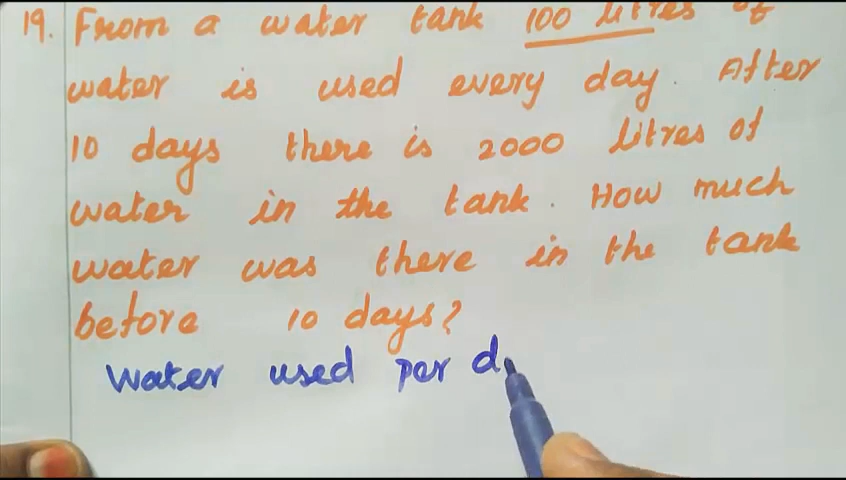 19. From a water tank 100 litres of
water is used every day. After
10 days there is 2000 litres of
water in the tank. How much
water was there in the tank
before 10 days?
Water used per d